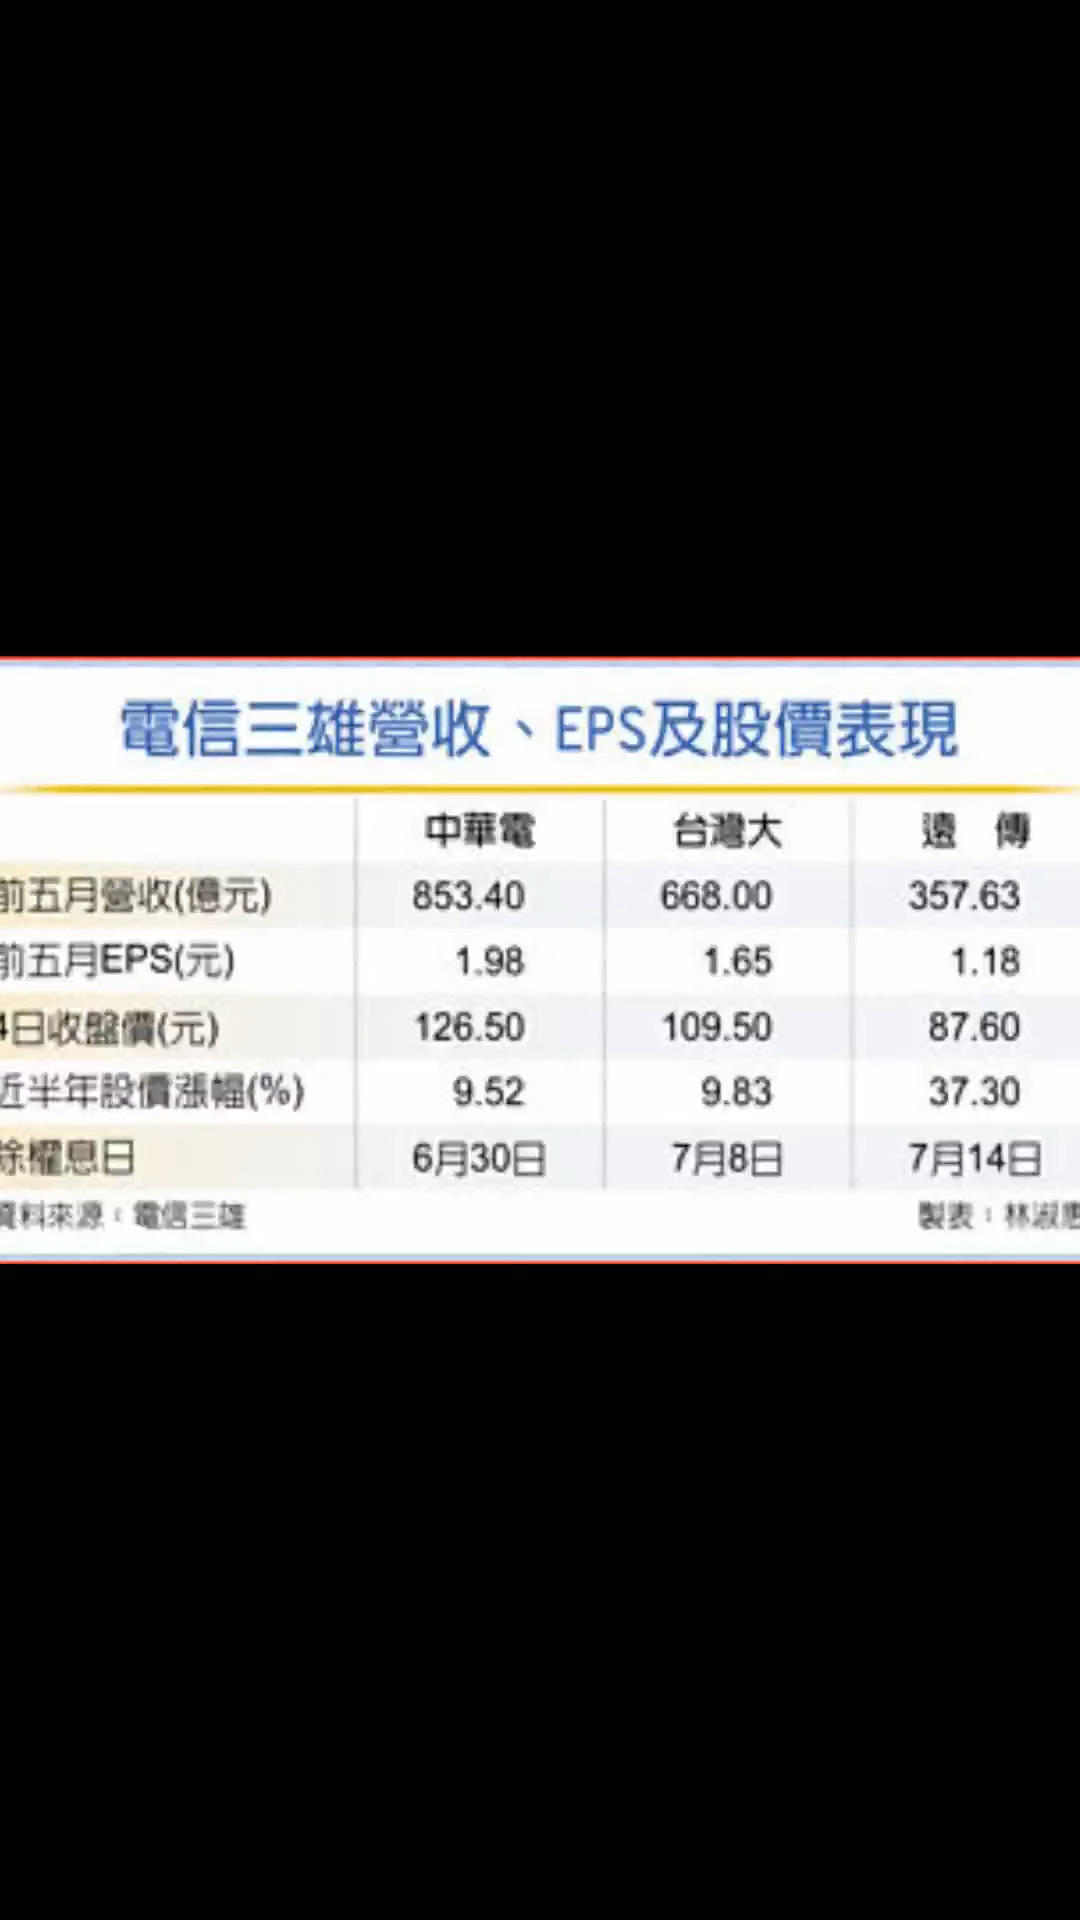 電信三雄營收、EPS及股價表現
中華電 台灣大 遠 傳
前五月營收(億元) 853.40 668.00 357.63
前五月EPS(元) 1.98 1.65 1.18
4日收盤價(元) 126.50 109.50 87.60
近半年股價漲幅(%) 9.52 9.83 37.30
除權息日 6月30日 7月8日 7月14日
資料來源：電信三雄 製表：林淑惠